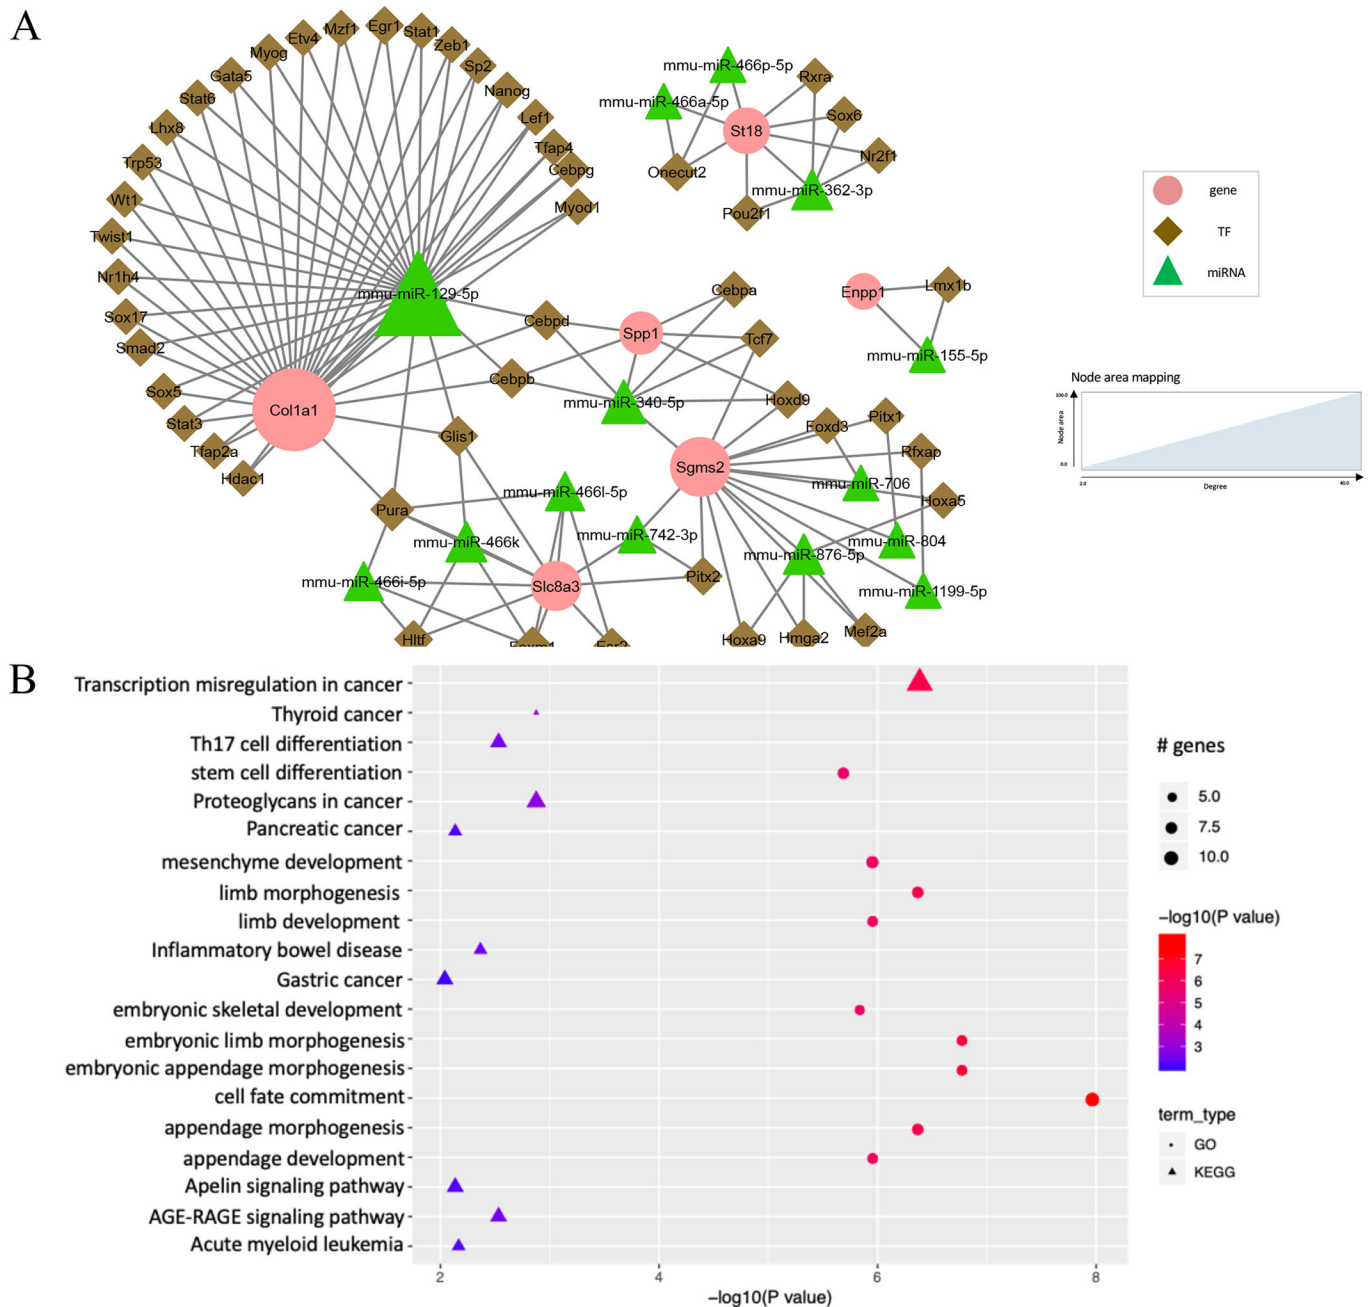 A
Egr1
Mzf1
Stat1
Etv4
Zeb1
Myog
Sp2
Gata5
Nanog
Stat6
Lef1
Lhx8
Tfap4
Trp53
Cebpg
Wt1
Myod1
Twist1
Nr1h4
mmu-miR-129-5p
Sox17
Smad2
Sox5
Col1a1
Stat3
Tfap2a
Hdac1
mmu-miR-466p-5p
Rxra
mmu-miR-466a-5p
Sox6
St18
Nr2f1
Onecut2
mmu-miR-362-3p
Pou2f1
Cebpa
Enpp1
Lmx1b
Cebpd
Spp1
Tcf7
mmu-miR-155-5p
Cebpb
mmu-miR-340-5p
Hoxd9
Glis1
Foxd3
Pitx1
Rfxap
Sgms2
mmu-miR-706
mmu-miR-466l-5p
Hoxa5
Pura
mmu-miR-742-3p
mmu-miR-466k
mmu-miR-804
mmu-miR-876-5p
mmu-miR-466i-5p
Slc8a3
Pitx2
mmu-miR-1199-5p
Hltf
Foxm1
Esr2
Hoxa9
Hmga2
Mef2a
gene
TF
miRNA
Node area mapping
100.0
Node area
0.0
2.0
Degree
40.0
B
Transcription misregulation in cancer
Thyroid cancer
Th17 cell differentiation
stem cell differentiation
Proteoglycans in cancer
Pancreatic cancer
mesenchyme development
limb morphogenesis
limb development
Inflammatory bowel disease
Gastric cancer
embryonic skeletal development
embryonic limb morphogenesis
embryonic appendage morphogenesis
cell fate commitment
appendage morphogenesis
appendage development
Apelin signaling pathway
AGE-RAGE signaling pathway
Acute myeloid leukemia
2
4
6
8
−log10(P value)
# genes
5.0
7.5
10.0
−log10(P value)
7
6
5
4
3
term_type
GO
KEGG